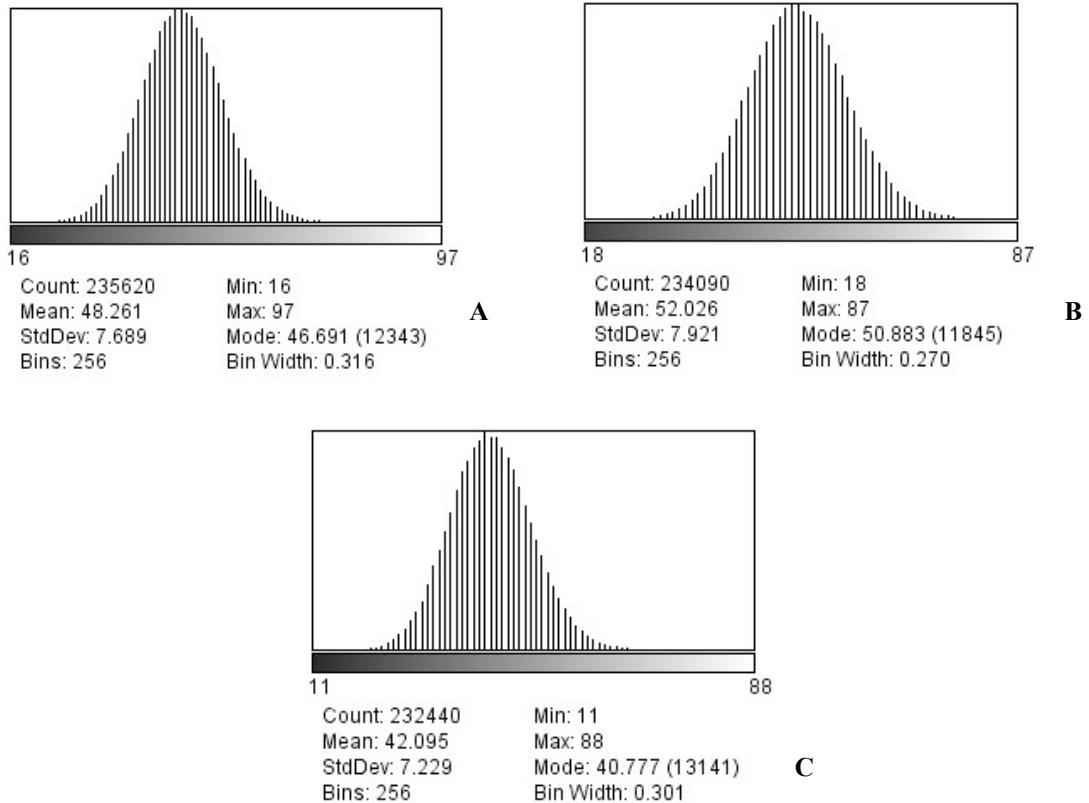 16 97
Count: 235620 Min: 16
Mean: 48.261 Max: 97
StdDev: 7.689 Mode: 46.691 (12343)
Bins: 256 Bin Width: 0.316
A
18 87
Count: 234090 Min: 18
Mean: 52.026 Max: 87
StdDev: 7.921 Mode: 50.883 (11845)
Bins: 256 Bin Width: 0.270
B
11 88
Count: 232440 Min: 11
Mean: 42.095 Max: 88
StdDev: 7.229 Mode: 40.777 (13141)
Bins: 256 Bin Width: 0.301
C